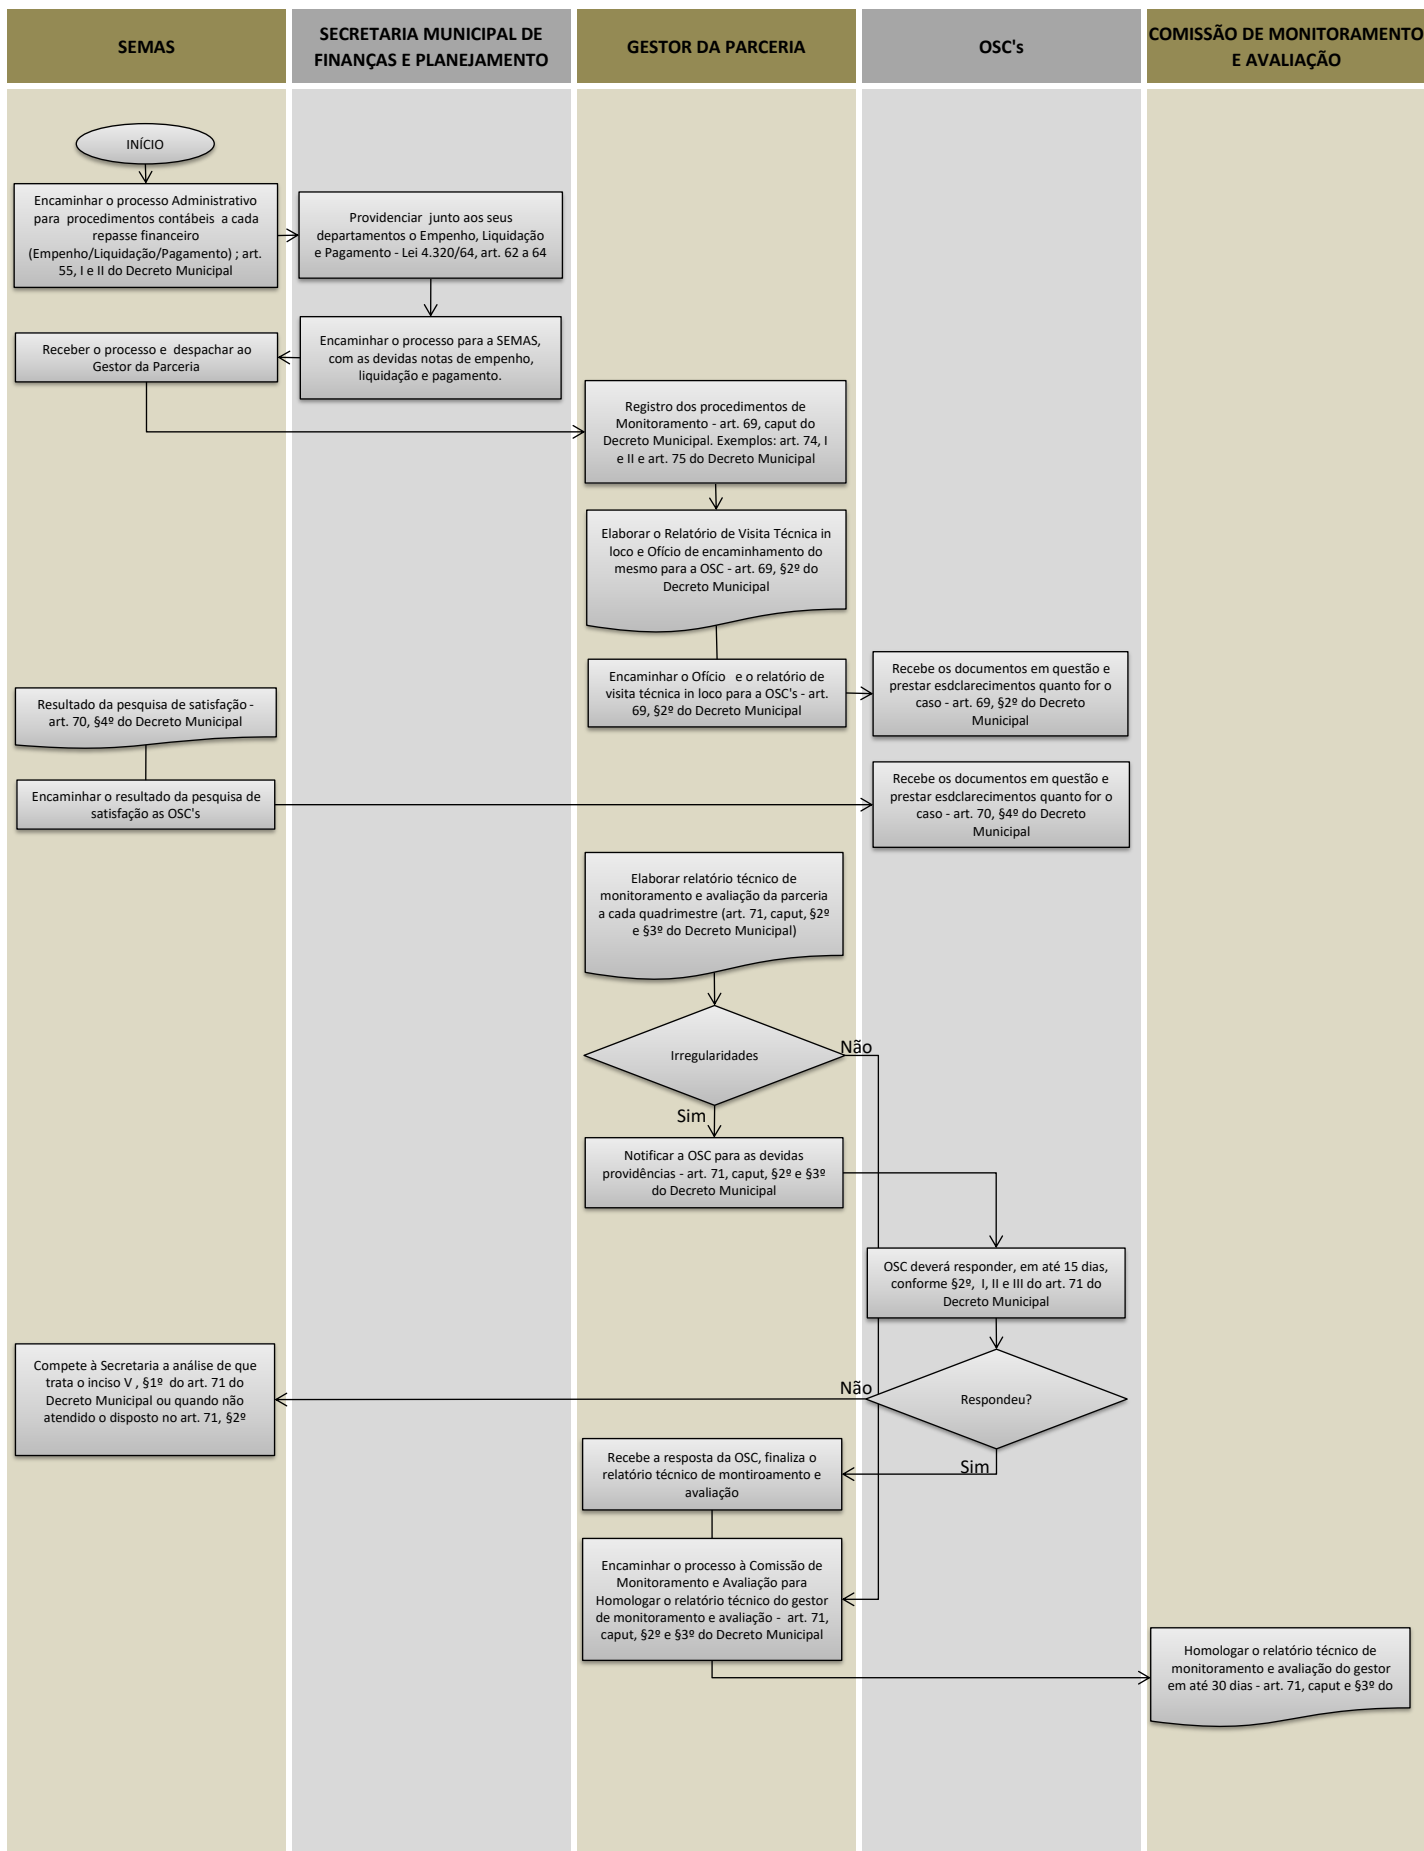 SEMAS
SECRETARIA MUNICIPAL DE
FINANÇAS E PLANEJAMENTO
GESTOR DA PARCERIA
OSC's
COMISSÃO DE MONITORAMENTO
E AVALIAÇÃO
INÍCIO
Encaminhar o processo Administrativo
para procedimentos contábeis a cada
repasse financeiro
(Empenho/Liquidação/Pagamento) ; art.
55, I e II do Decreto Municipal
Providenciar junto aos seus
departamentos o Empenho, Liquidação
e Pagamento - Lei 4.320/64, art. 62 a 64
Encaminhar o processo para a SEMAS,
com as devidas notas de empenho,
liquidação e pagamento.
Receber o processo e despachar ao
Gestor da Parceria
Registro dos procedimentos de
Monitoramento - art. 69, caput do
Decreto Municipal. Exemplos: art. 74, I
e II e art. 75 do Decreto Municipal
Elaborar o Relatório de Visita Técnica in
loco e Ofício de encaminhamento do
mesmo para a OSC - art. 69, §2º do
Decreto Municipal
Encaminhar o Ofício e o relatório de
visita técnica in loco para a OSC's - art.
69, §2º do Decreto Municipal
Recebe os documentos em questão e
prestar esdclarecimentos quanto for o
caso - art. 69, §2º do Decreto
Municipal
Resultado da pesquisa de satisfação -
art. 70, §4º do Decreto Municipal
Encaminhar o resultado da pesquisa de
satisfação as OSC's
Recebe os documentos em questão e
prestar esdclarecimentos quanto for o
caso - art. 70, §4º do Decreto
Municipal
Elaborar relatório técnico de
monitoramento e avaliação da parceria
a cada quadrimestre (art. 71, caput, §2º
e §3º do Decreto Municipal)
Irregularidades
Não
Sim
Notificar a OSC para as devidas
providências - art. 71, caput, §2º e §3º
do Decreto Municipal
OSC deverá responder, em até 15 dias,
conforme §2º, I, II e III do art. 71 do
Decreto Municipal
Compete à Secretaria a análise de que
trata o inciso V , §1º do art. 71 do
Decreto Municipal ou quando não
atendido o disposto no art. 71, §2º
Não
Respondeu?
Sim
Recebe a resposta da OSC, finaliza o
relatório técnico de montiroamento e
avaliação
Encaminhar o processo à Comissão de
Monitoramento e Avaliação para
Homologar o relatório técnico do gestor
de monitoramento e avaliação - art. 71,
caput, §2º e §3º do Decreto Municipal
Homologar o relatório técnico de
monitoramento e avaliação do gestor
em até 30 dias - art. 71, caput e §3º do